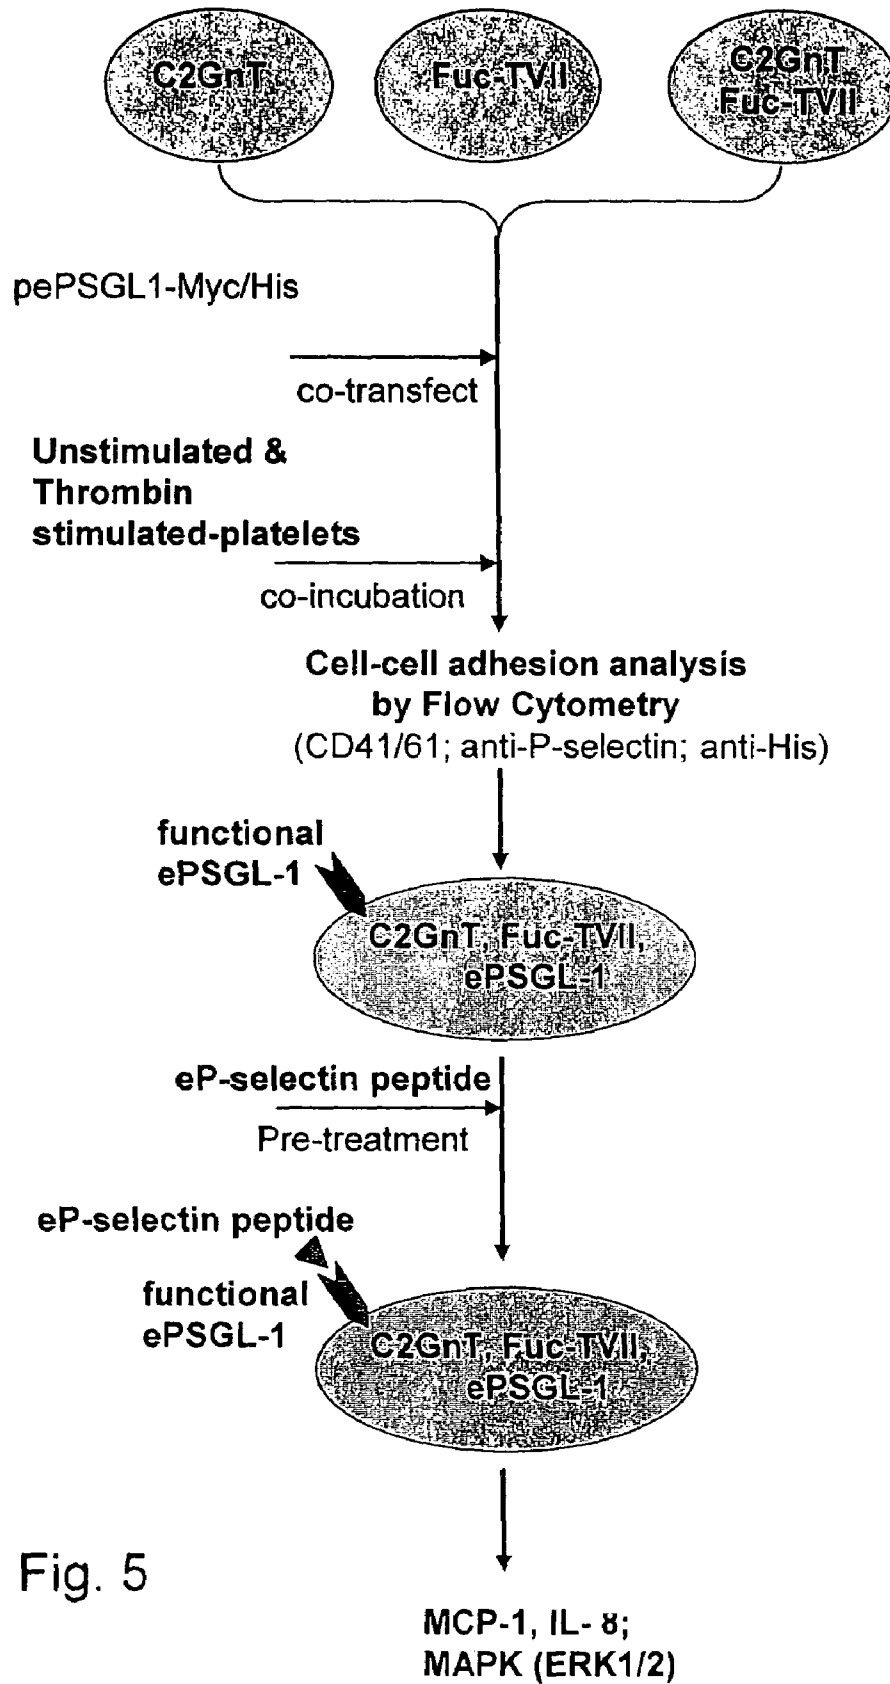 C2GnT
Fuc-TVII
C2GnT
Fuc-TVII
pePSGL1-Myc/His
co-transfect
Unstimulated &
Thrombin
stimulated-platelets
co-incubation
Cell-cell adhesion analysis
by Flow Cytometry
(CD41/61; anti-P-selectin; anti-His)
functional
ePSGL-1
C2GnT, Fuc-TVII,
ePSGL-1
eP-selectin peptide
Pre-treatment
eP-selectin peptide
functional
ePSGL-1
C2GnT, Fuc-TVII,
ePSGL-1
Fig. 5
MCP-1, IL- 8;
MAPK (ERK1/2)